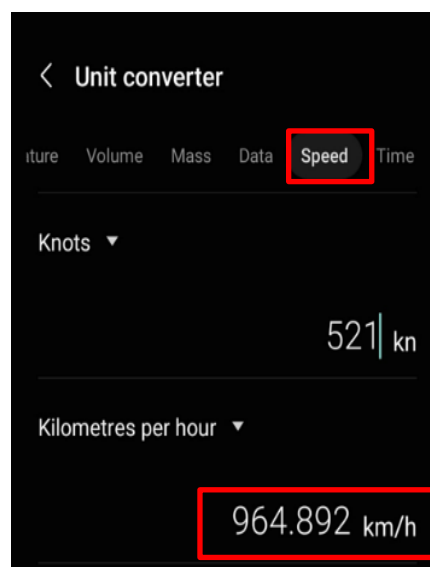 Unit converter
ature Volume Mass Data Speed Time
Knots
521 kn
Kilometres per hour
964.892 km/h